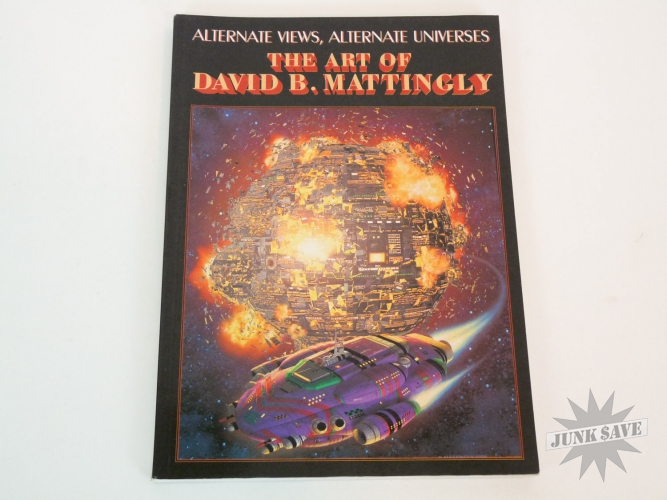 ALTERNATE VIEWS, ALTERNATE UNIVERSES
THE ART OF
DAVID B. MATTINGLY
JUNK SAVE